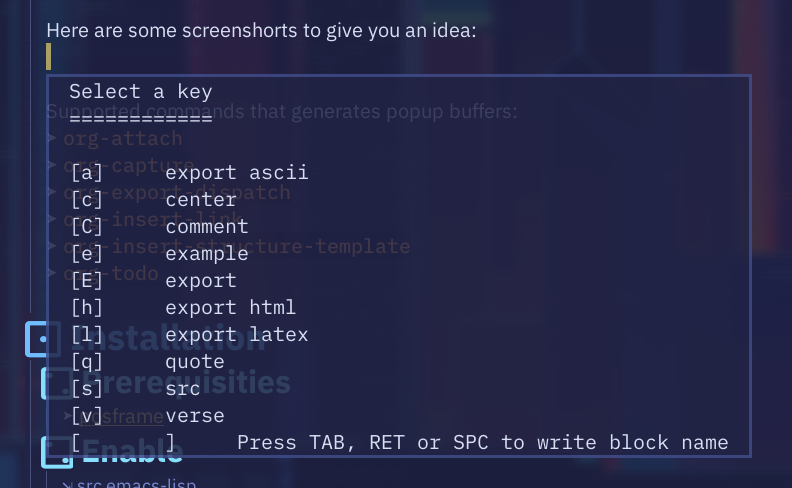 Here are some screenshorts to give you an idea:
Select a key
Supported commands that generates popup buffers:
============
org-attach
org-capture
[a] export ascii
org-export-dispatch
[c] center
org-insert-link
[C] comment
org-insert-structure-template
[e] example
org-todo
[E] export
[h] export html
Installation
[l] export latex
[q] quote
Prerequisities
[s] src
posframe
[v] verse
[ ] Press TAB, RET or SPC to write block name
Enable
src emacs-lisp